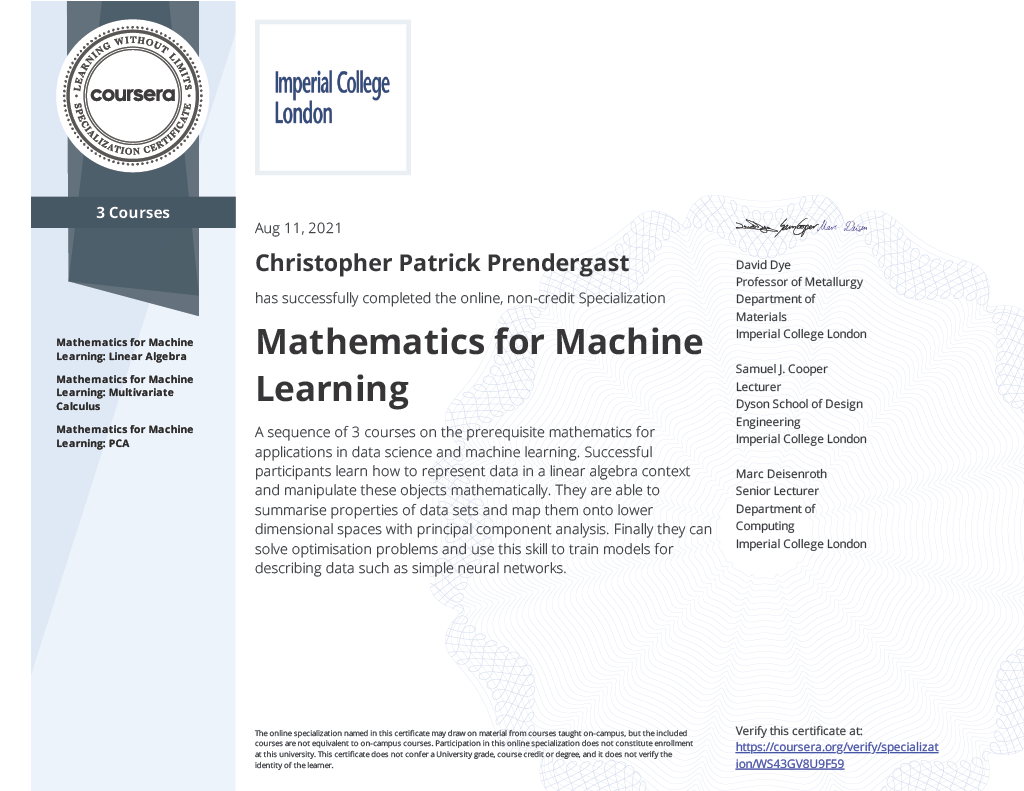 LEARNING WITHOUT LIMITS
coursera
SPECIALIZATION CERTIFICATE
3 Courses
Mathematics for Machine
Learning: Linear Algebra
Mathematics for Machine
Learning: Multivariate
Calculus
Mathematics for Machine
Learning: PCA
Imperial College
London
Aug 11, 2021
Christopher Patrick Prendergast
has successfully completed the online, non-credit Specialization
Mathematics for Machine
Learning
A sequence of 3 courses on the prerequisite mathematics for
applications in data science and machine learning. Successful
participants learn how to represent data in a linear algebra context
and manipulate these objects mathematically. They are able to
summarise properties of data sets and map them onto lower
dimensional spaces with principal component analysis. Finally they can
solve optimisation problems and use this skill to train models for
describing data such as simple neural networks.
David Dye
Professor of Metallurgy
Department of
Materials
Imperial College London
Samuel J. Cooper
Lecturer
Dyson School of Design
Engineering
Imperial College London
Marc Deisenroth
Senior Lecturer
Department of
Computing
Imperial College London
The online specialization named in this certificate may draw on material from courses taught on-campus, but the included
courses are not equivalent to on-campus courses. Participation in this online specialization does not constitute enrollment
at this university. This certificate does not confer a University grade, course credit or degree, and it does not verify the
identity of the learner.
Verify this certificate at:
https://coursera.org/verify/specializat
ion/WS43GV8U9F59